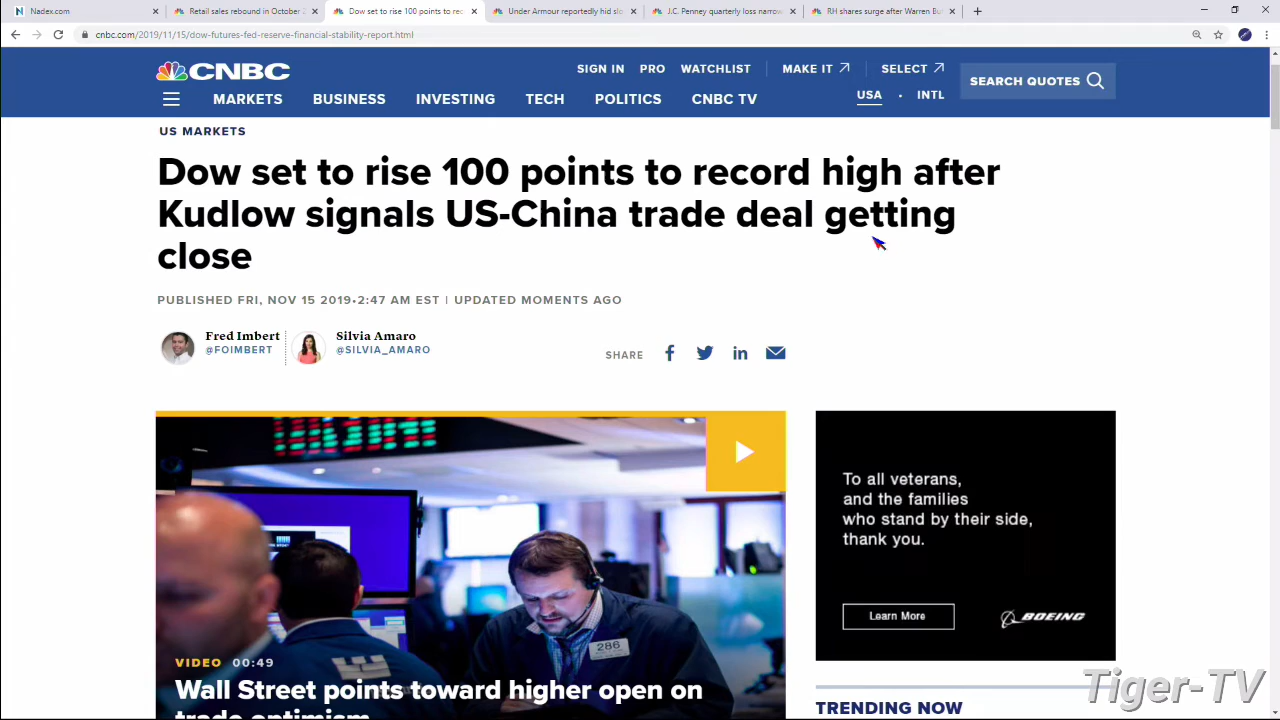 Nadex.com
Retail sales rebound in October
Dow set to rise 100 points to rec
Under Armour reportedly hid slo
J.C. Penney quarterly loss narrow
RH shares surge after Warren Bu
cnbc.com/2019/11/15/dow-futures-fed-reserve-financial-stability-report.html
CNBC
SIGN IN PRO WATCHLIST MAKE IT SELECT
SEARCH QUOTES
USA • INTL
MARKETS BUSINESS INVESTING TECH POLITICS CNBC TV
US MARKETS
Dow set to rise 100 points to record high after
Kudlow signals US-China trade deal getting
close
PUBLISHED FRI, NOV 15 2019•2:47 AM EST | UPDATED MOMENTS AGO
Fred Imbert
@FOIMBERT
Silvia Amaro
@SILVIA_AMARO
SHARE
To all veterans,
and the families
who stand by their side,
thank you.
Learn More
BOEING
286
VIDEO 00:49
Wall Street points toward higher open on
trade optimism
TRENDING NOW
Tiger-TV